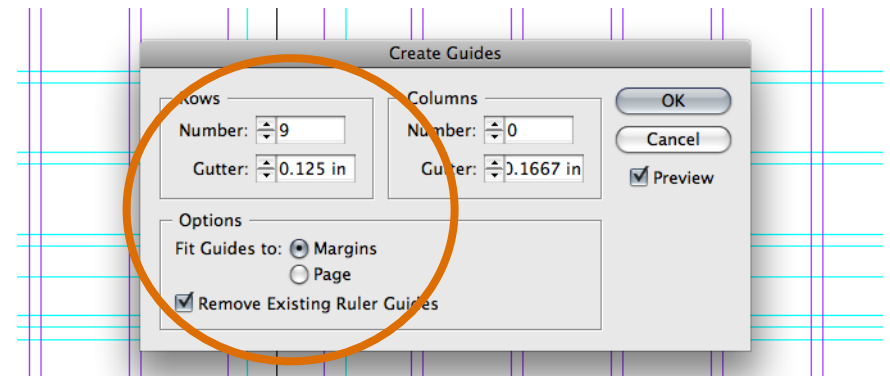 Create Guides
Rows
Number: 9
Gutter: 0.125 in
Columns
Number: 0
Gutter: 0.1667 in
OK
Cancel
Preview
Options
Fit Guides to: Margins
Page
Remove Existing Ruler Guides